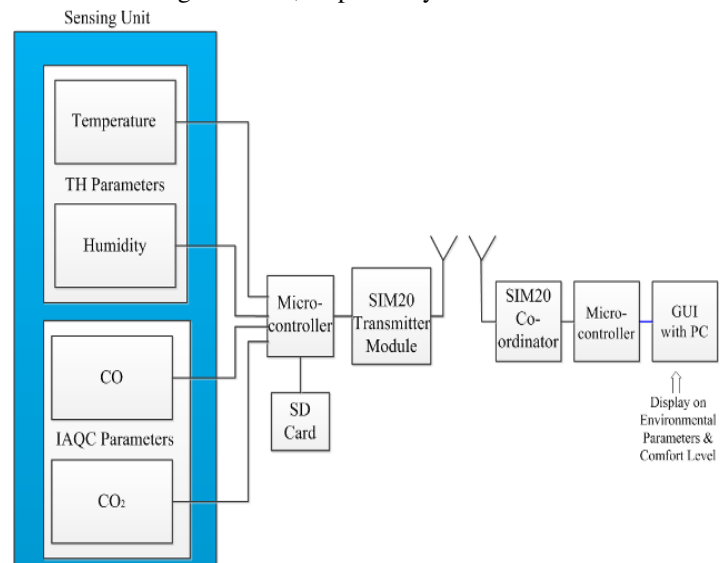 Sensing Unit
Temperature
TH Parameters
Humidity
CO
IAQC Parameters
CO₂
Micro-
controller
SD
Card
SIM20
Transmitter
Module
SIM20
Co-
ordinator
Micro-
controller
GUI
with PC
Display on
Environmental
Parameters &
Comfort Level